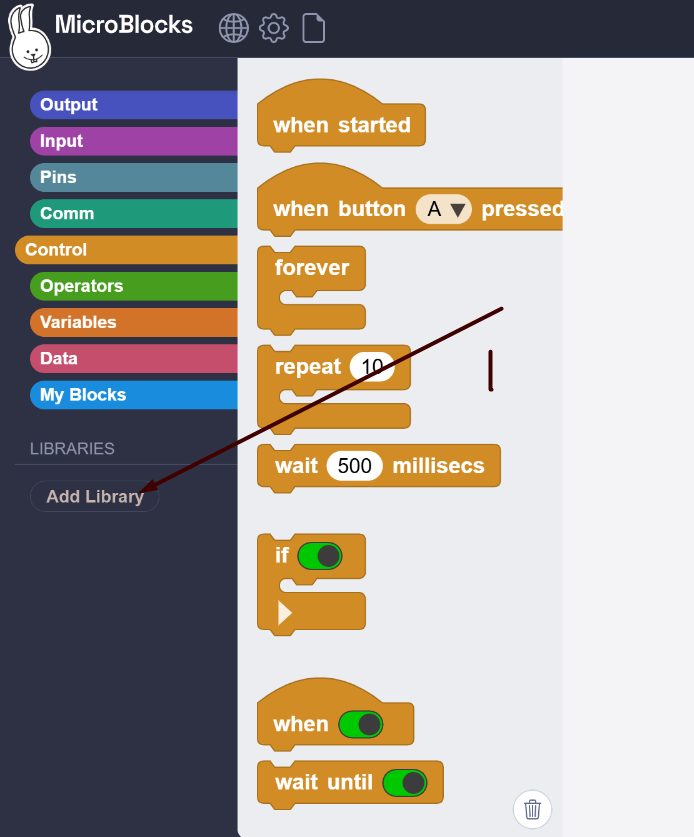 MicroBlocks
Output
Input
Pins
Comm
Control
Operators
Variables
Data
My Blocks
LIBRARIES
Add Library
when started
when button A pressed
forever
repeat 10
wait 500 millisecs
if
when
wait until